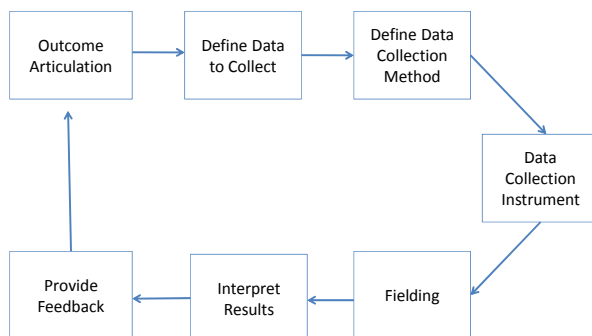 Outcome
Articulation
Define Data
to Collect
Define Data
Collection
Method
Data
Collection
Instrument
Fielding
Interpret
Results
Provide
Feedback